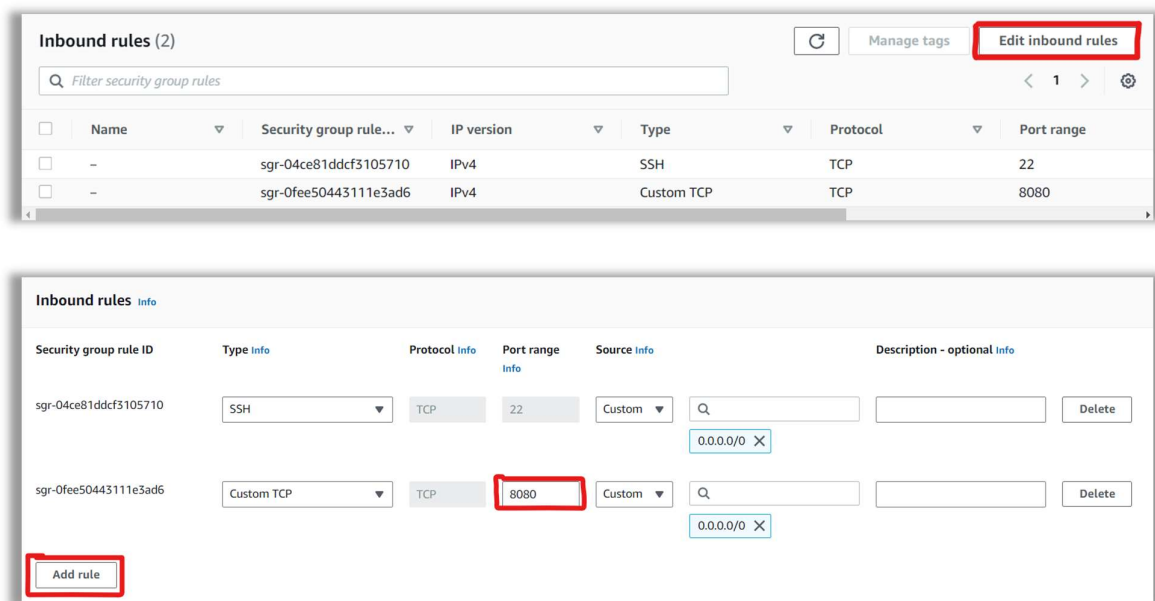 Inbound rules (2)
Manage tags
Edit inbound rules
Filter security group rules
1
Name Security group rule... IP version Type Protocol Port range
– sgr-04ce81ddcf3105710 IPv4 SSH TCP 22
– sgr-0fee50443111e3ad6 IPv4 Custom TCP TCP 8080
Inbound rules Info
Security group rule ID Type Info Protocol Info Port range Info Source Info Description - optional Info
sgr-04ce81ddcf3105710 SSH TCP 22 Custom Delete
0.0.0.0/0
sgr-0fee50443111e3ad6 Custom TCP TCP 8080 Custom Delete
0.0.0.0/0
Add rule